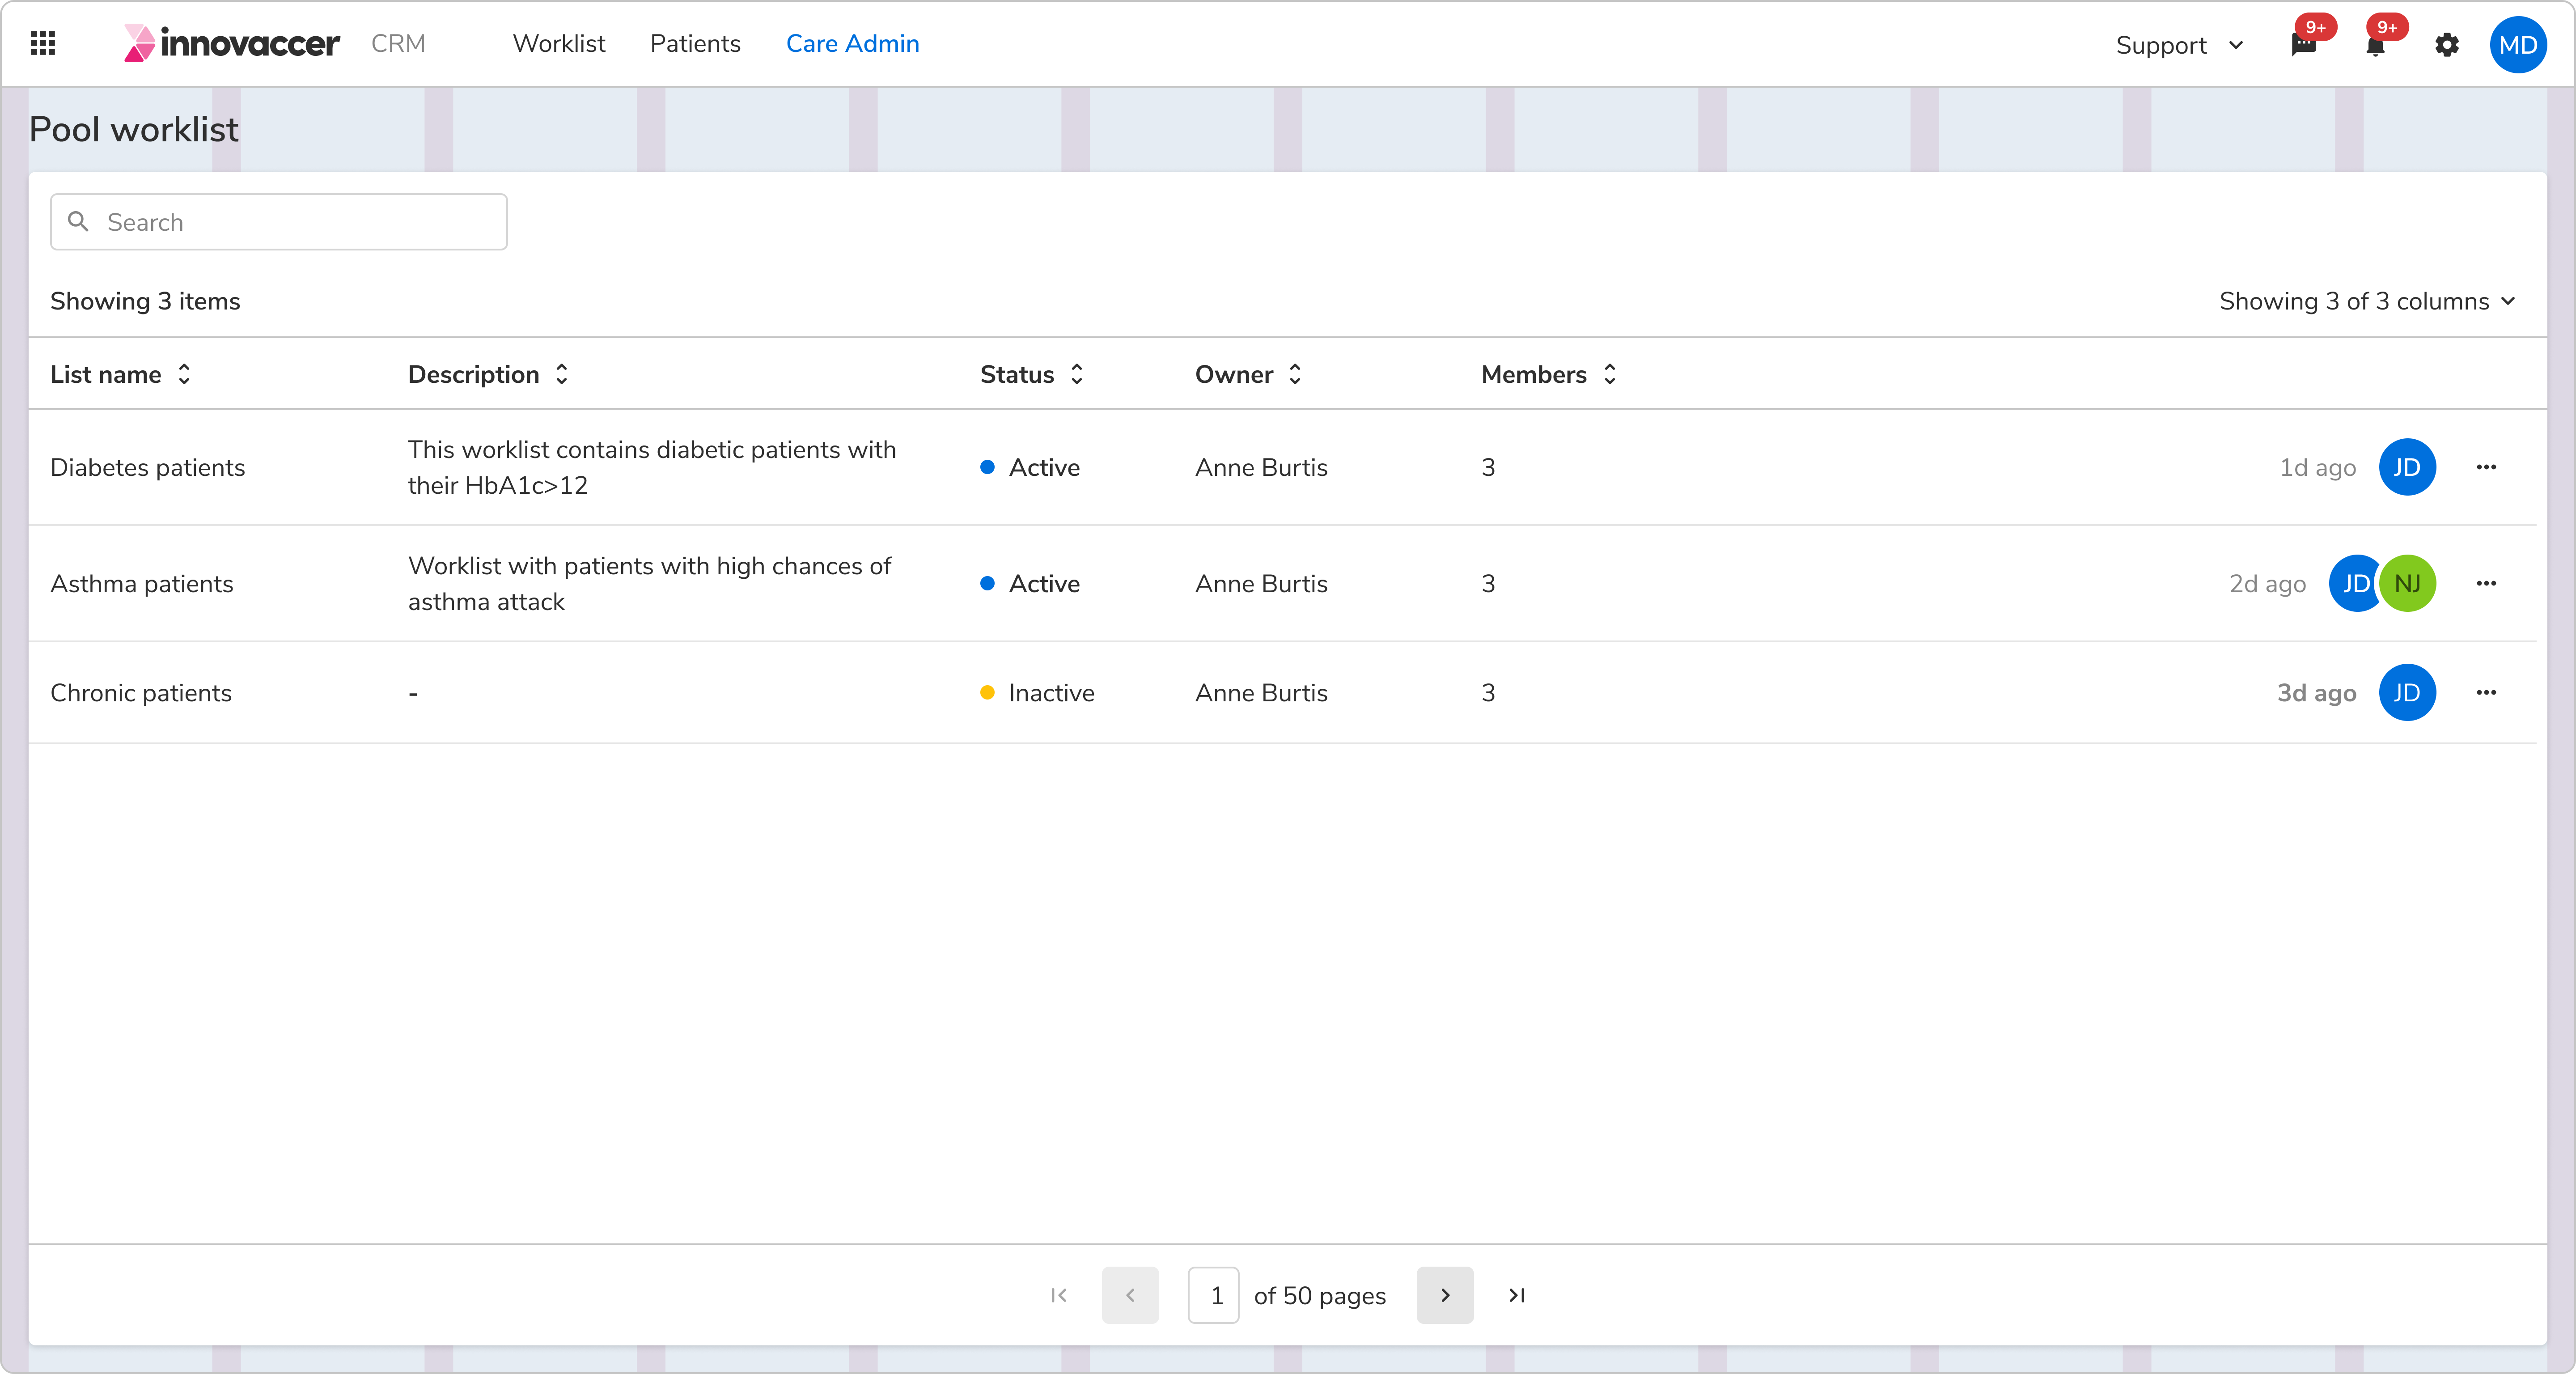 innovaccer CRM Worklist Patients Care Admin Support 9+ 9+ MD
Pool worklist
Search
Showing 3 items Showing 3 of 3 columns
List name Description Status Owner Members
Diabetes patients This worklist contains diabetic patients with
their HbA1c>12 Active Anne Burtis 3 1d ago JD
Asthma patients Worklist with patients with high chances of
asthma attack Active Anne Burtis 3 2d ago JD NJ
Chronic patients - Inactive Anne Burtis 3 3d ago JD
1 of 50 pages